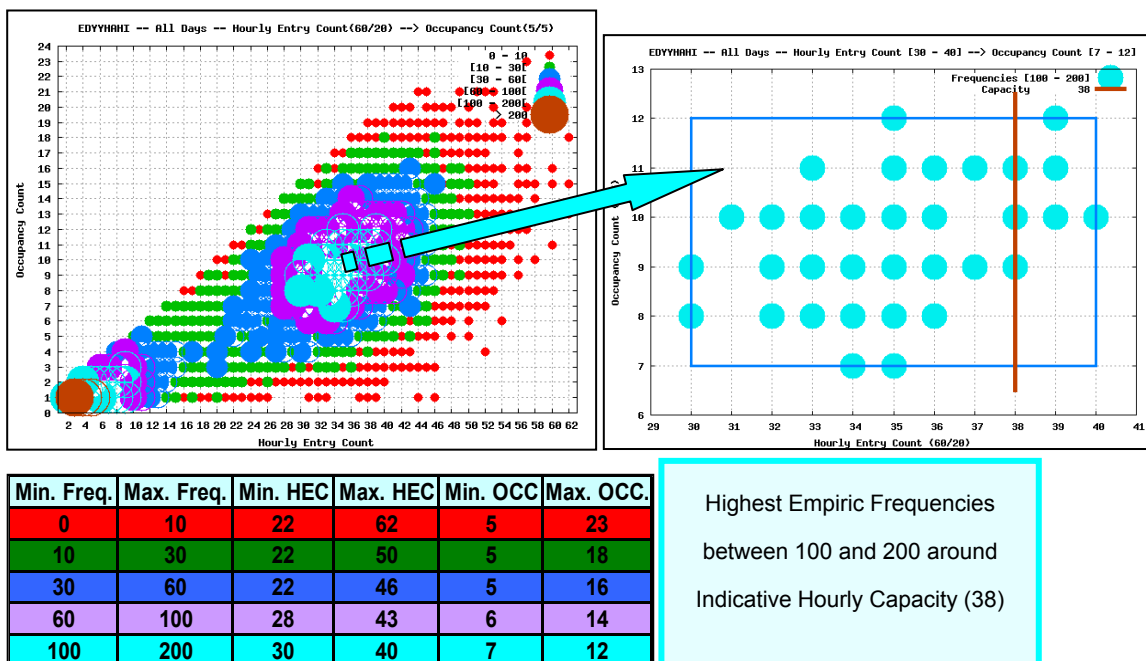 EDYYHAHI -- All Days -- Hourly Entry Count(60/20) --> Occupancy Count(5/5)
24
23
22
21
20
19
18
17
16
15
14
13
12
11
10
9
8
7
6
5
4
3
2
1
0
Occupancy Count
0 - 10
[10 - 30[
[30 - 60[
[60 - 100[
[100 - 200[
> 200
2 4 6 8 10 12 14 16 18 20 22 24 26 28 30 32 34 36 38 40 42 44 46 48 50 52 54 56 58 60 62
Hourly Entry Count
EDYYHAHI -- All Days -- Hourly Entry Count [30 - 40] --> Occupancy Count [7 - 12]
13
12
11
10
9
8
7
6
Occupancy Count
Frequencies [100 - 200]
Capacity 38
29 30 31 32 33 34 35 36 37 38 39 40 41
Hourly Entry Count (60/20)
Min. Freq. Max. Freq. Min. HEC Max. HEC Min. OCC Max. OCC.
0 10 22 62 5 23
10 30 22 50 5 18
30 60 22 46 5 16
60 100 28 43 6 14
100 200 30 40 7 12
Highest Empiric Frequencies
between 100 and 200 around
Indicative Hourly Capacity (38)